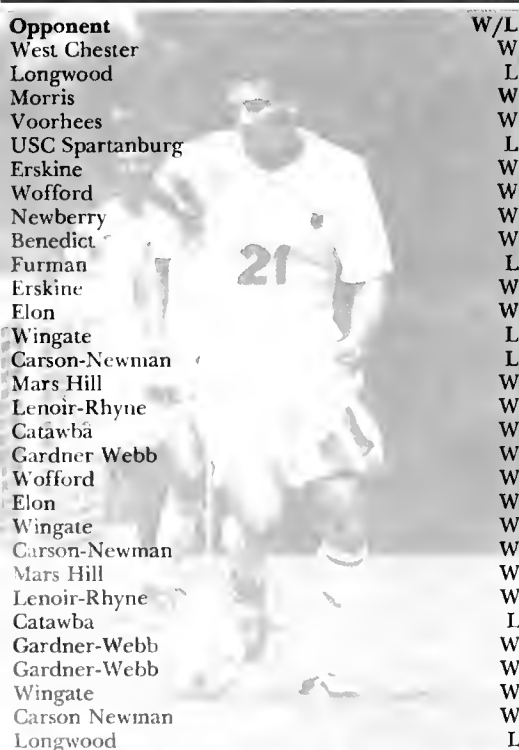 Opponent W/L
West Chester W
Longwood L
Morris W
Voorhees W
USC Spartanburg L
Erskine W
Wofford W
Newberry W
Benedict W
Furman L
Erskine W
Elon W
Wingate L
Carson-Newman L
Mars Hill W
Lenoir-Rhyne W
Catawba W
Gardner Webb W
Wofford W
Elon W
Wingate W
Carson-Newman W
Mars Hill W
Lenoir-Rhyne W
Catawba L
Gardner-Webb W
Gardner-Webb W
Wingate W
Carson Newman W
Longwood L
21